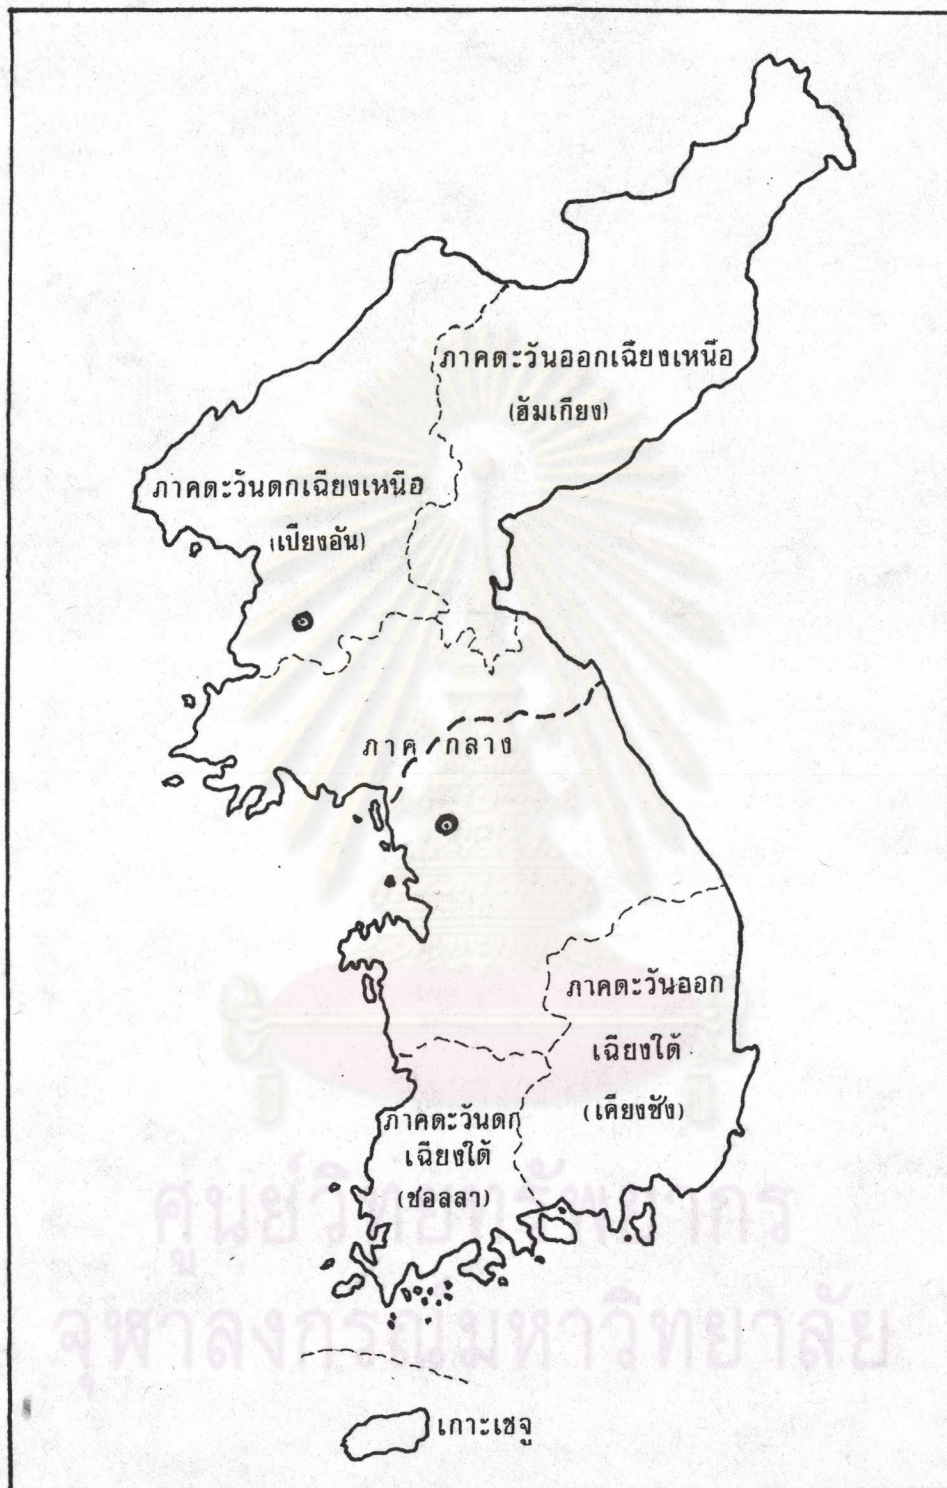 ภาคตะวันออกเฉียงเหนือ
(ฮัมเกียง)
ภาคตะวันตกเฉียงเหนือ
(เปียงอัน)
ภาค กลาง
ภาคตะวันออก
เฉียงใต้
(เคียงซัง)
ภาคตะวันตก
เฉียงใต้
(ชอลลา)
ศูนย์วิทยทรัพยากร
จุฬาลงกรณ์มหาวิทยาลัย
เกาะเชจู